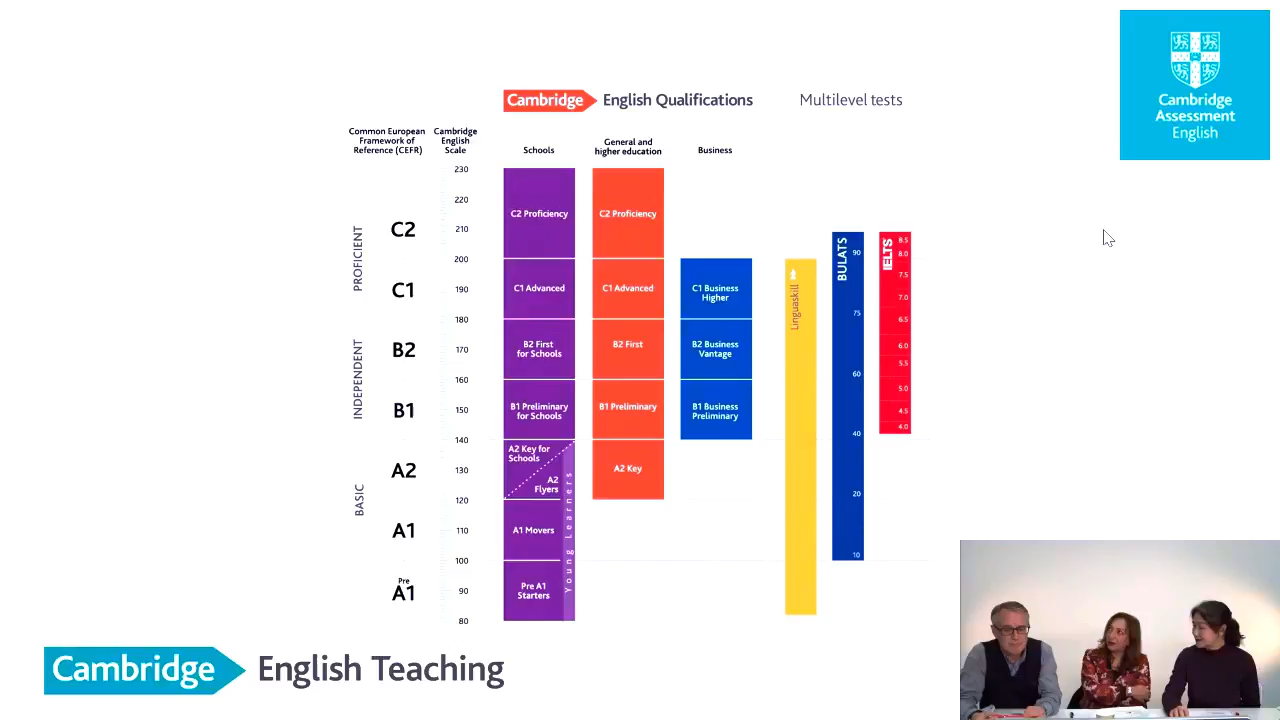 Cambridge English Qualifications
Multilevel tests
Cambridge
Assessment
English
Common European
Framework of
Reference (CEFR)
Cambridge
English
Scale
Schools
General and
higher education
Business
PROFICIENT
INDEPENDENT
BASIC
C2
C1
B2
B1
A2
A1
Pre
A1
230
220
210
200
190
180
170
160
150
140
130
120
110
100
90
80
C2 Proficiency
C1 Advanced
B2 First
for Schools
B1 Preliminary
for Schools
A2 Key for
Schools
A2
Flyers
A1 Movers
Pre A1
Starters
Young Learners
C2 Proficiency
C1 Advanced
B2 First
B1 Preliminary
A2 Key
C1 Business
Higher
B2 Business
Vantage
B1 Business
Preliminary
Linguaskill
BULATS
90
75
60
40
20
10
IELTS
8.5
8.0
7.5
7.0
6.5
6.0
5.5
5.0
4.5
4.0
Cambridge English Teaching